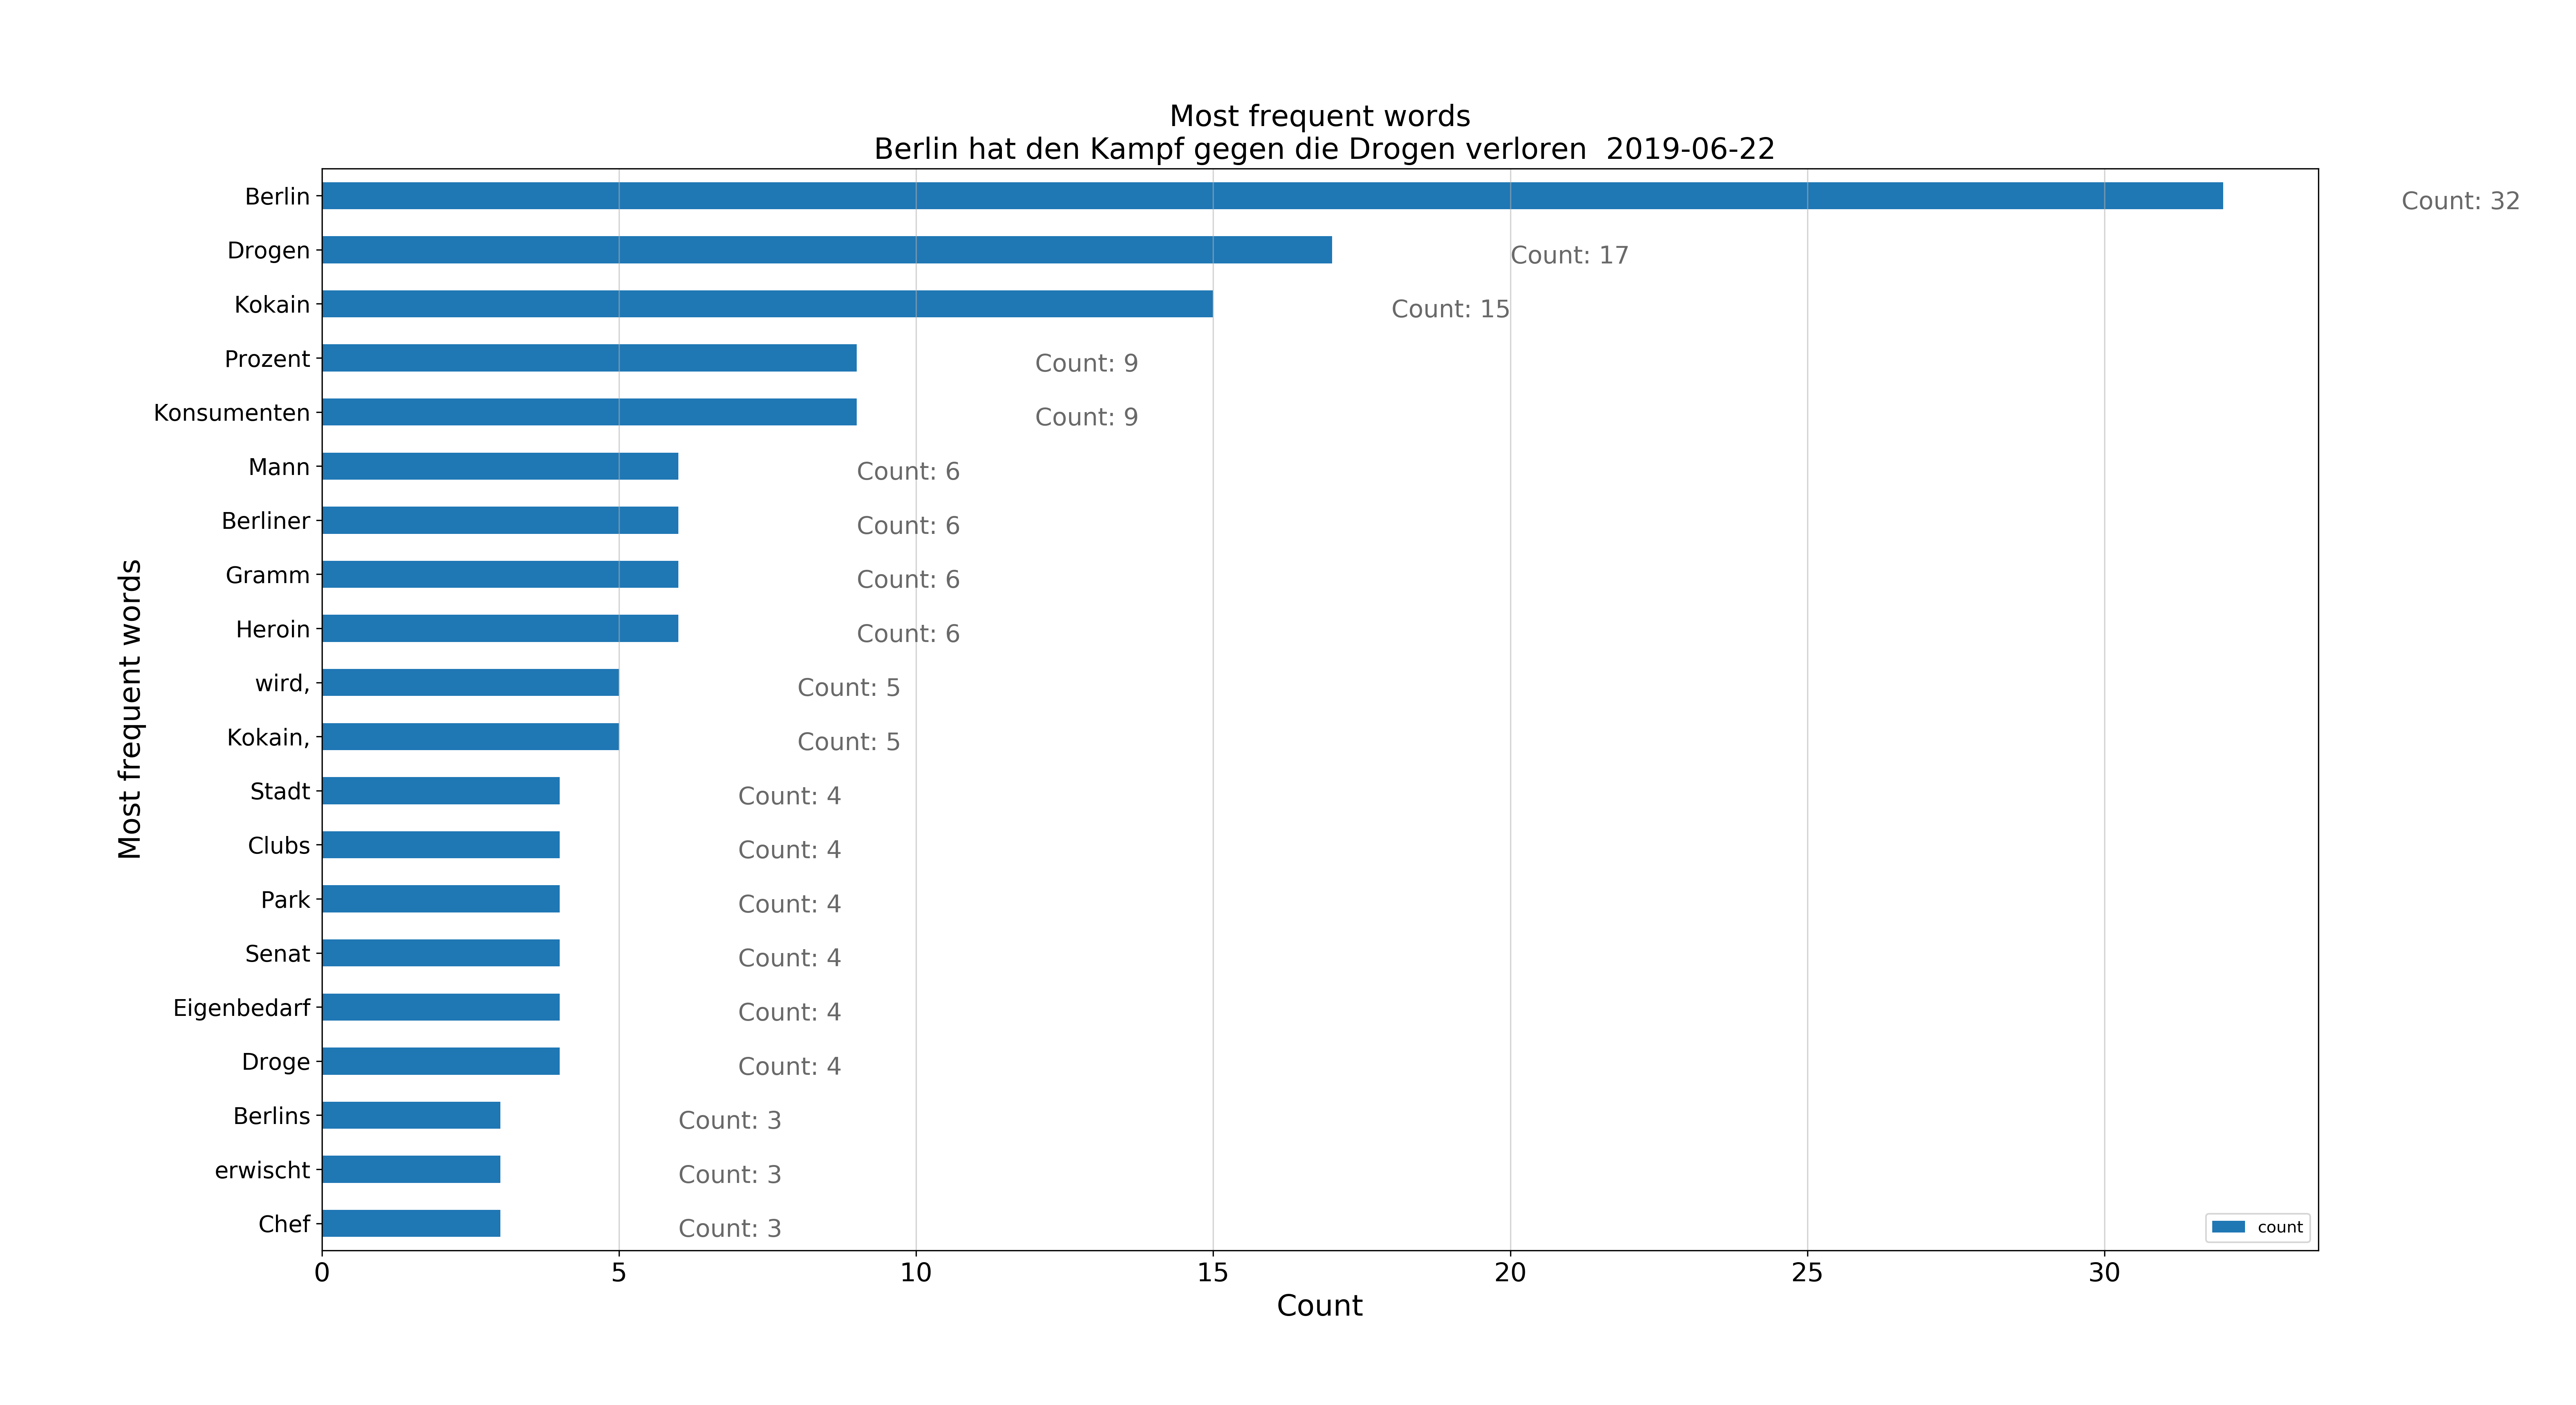 Most frequent words
Berlin hat den Kampf gegen die Drogen verloren  2019-06-22
Most frequent words
Berlin Count: 32
Drogen Count: 17
Kokain Count: 15
Prozent Count: 9
Konsumenten Count: 9
Mann Count: 6
Berliner Count: 6
Gramm Count: 6
Heroin Count: 6
wird, Count: 5
Kokain, Count: 5
Stadt Count: 4
Clubs Count: 4
Park Count: 4
Senat Count: 4
Eigenbedarf Count: 4
Droge Count: 4
Berlins Count: 3
erwischt Count: 3
Chef Count: 3
count
0 5 10 15 20 25 30
Count